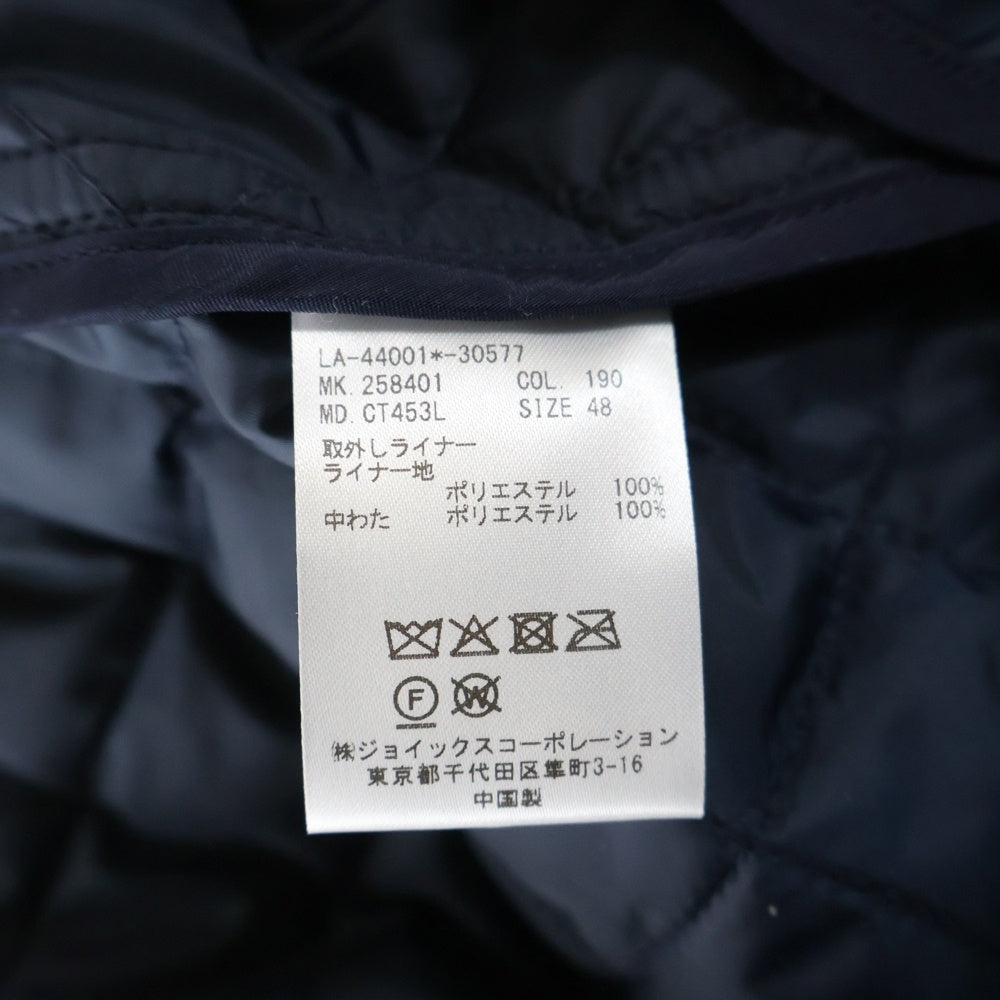 LA-44001*-30577
MK. 258401 COL. 190
MD. CT453L SIZE 48
取外しライナー
ライナー地
ポリエステル 100%
中わた ポリエステル 100%
F W
㈱ジョイックスコーポレーション
東京都千代田区隼町3-16
中国製